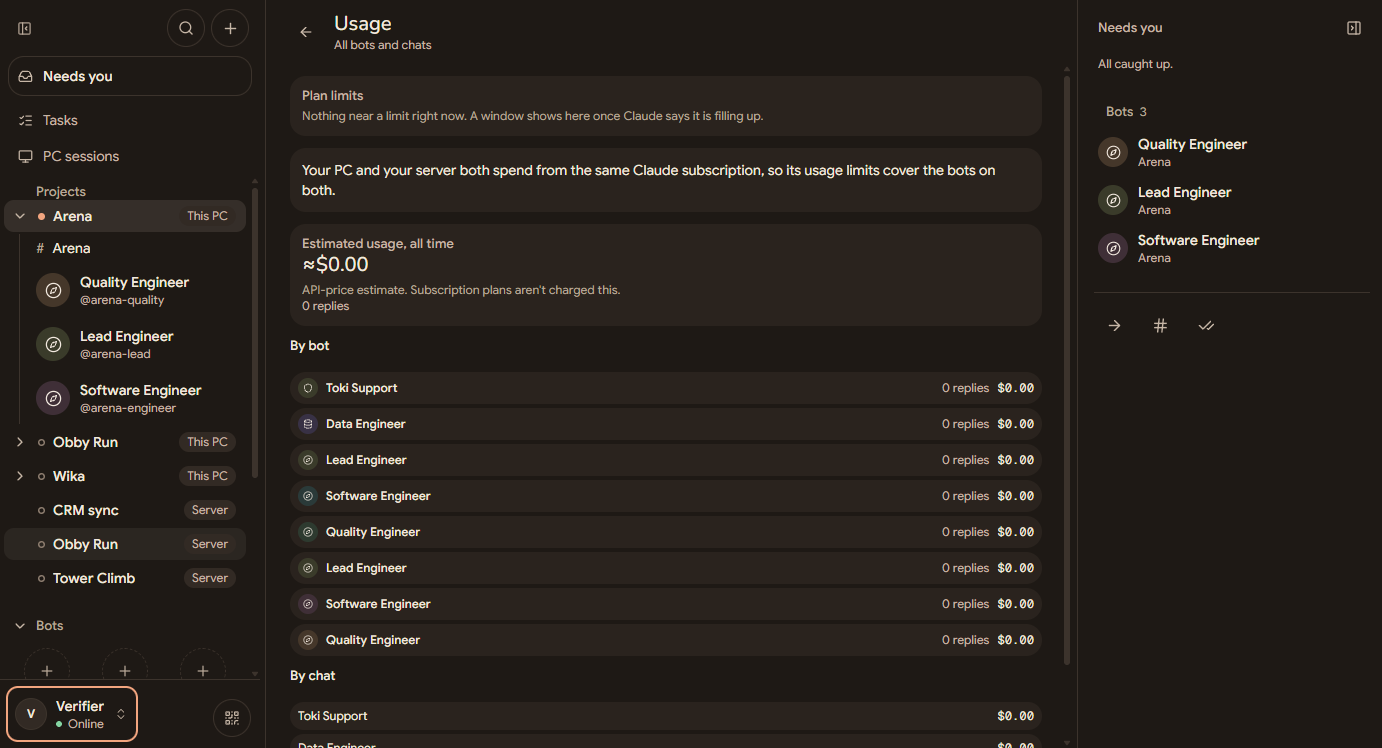 Needs you
Tasks
PC sessions
Projects
Arena This PC
# Arena
Quality Engineer
@arena-quality
Lead Engineer
@arena-lead
Software Engineer
@arena-engineer
Obby Run This PC
Wika This PC
CRM sync Server
Obby Run Server
Tower Climb Server
Bots
V
Verifier
Online
Usage
All bots and chats
Plan limits
Nothing near a limit right now. A window shows here once Claude says it is filling up.
Your PC and your server both spend from the same Claude subscription, so its usage limits cover the bots on
both.
Estimated usage, all time
≈$0.00
API-price estimate. Subscription plans aren't charged this.
0 replies
By bot
Toki Support 0 replies $0.00
Data Engineer 0 replies $0.00
Lead Engineer 0 replies $0.00
Software Engineer 0 replies $0.00
Quality Engineer 0 replies $0.00
Lead Engineer 0 replies $0.00
Software Engineer 0 replies $0.00
Quality Engineer 0 replies $0.00
By chat
Toki Support $0.00
Data Engineer $0.00
Needs you
All caught up.
Bots 3
Quality Engineer
Arena
Lead Engineer
Arena
Software Engineer
Arena